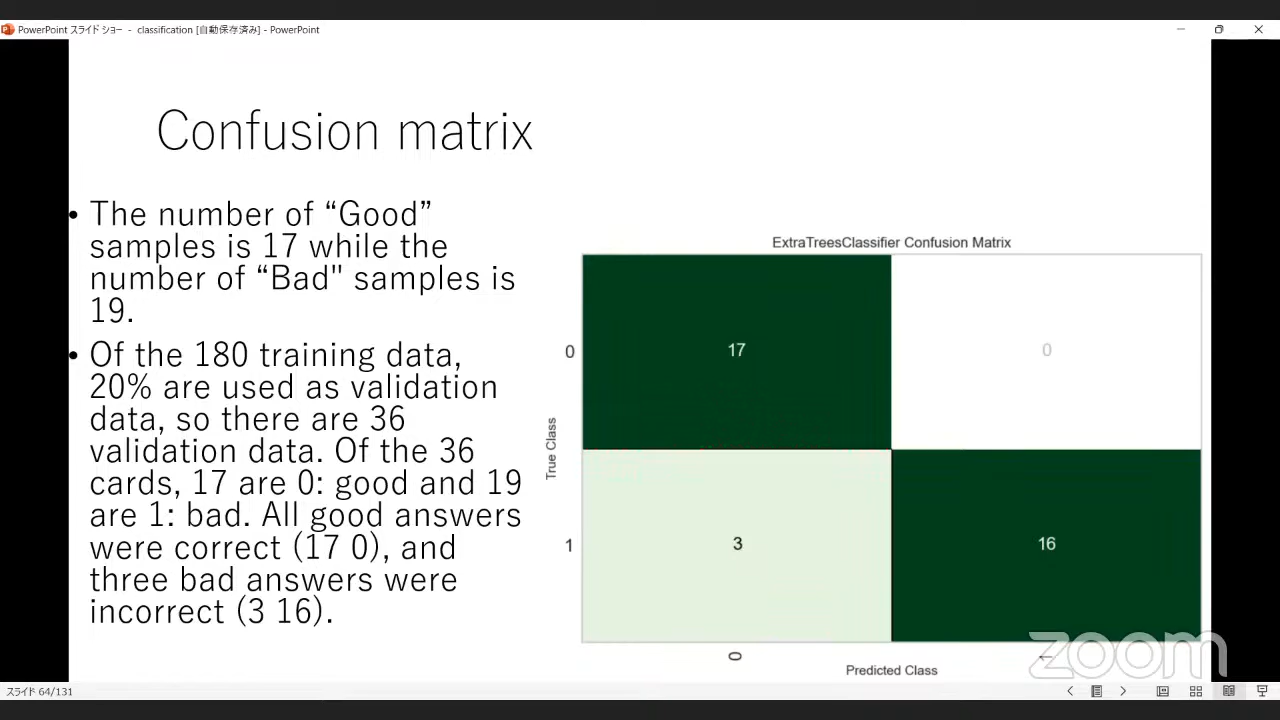 PowerPoint スライド ショー - classification [自動保存済み] - PowerPoint
Confusion matrix
• The number of “Good”
samples is 17 while the
number of “Bad" samples is
19.
• Of the 180 training data,
20% are used as validation
data, so there are 36
validation data. Of the 36
cards, 17 are 0: good and 19
are 1: bad. All good answers
were correct (17 0), and
three bad answers were
incorrect (3 16).
ExtraTreesClassifier Confusion Matrix
17
0
0
True Class
1
3
16
0
1
Predicted Class
zoom
スライド 64/131